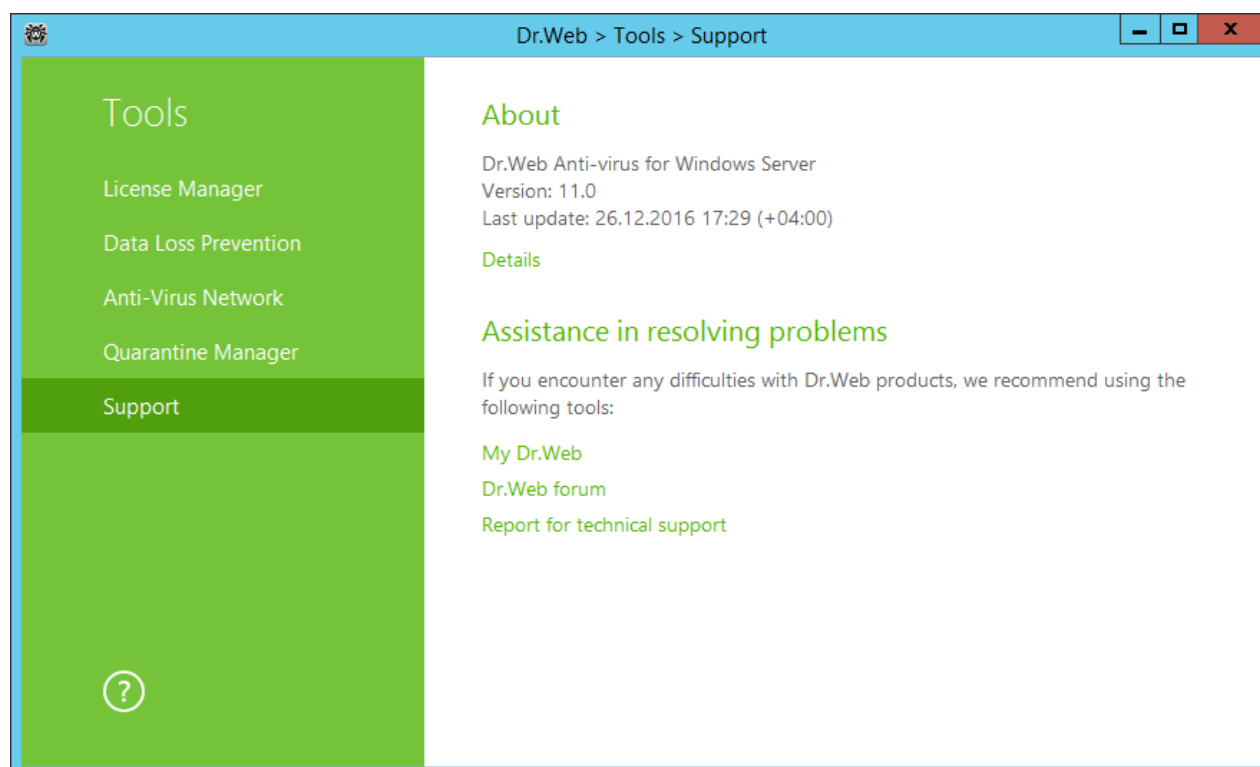 Dr.Web > Tools > Support
Tools
License Manager
Data Loss Prevention
Anti-Virus Network
Quarantine Manager
Support
?
About
Dr.Web Anti-virus for Windows Server
Version: 11.0
Last update: 26.12.2016 17:29 (+04:00)
Details
Assistance in resolving problems
If you encounter any difficulties with Dr.Web products, we recommend using the
following tools:
My Dr.Web
Dr.Web forum
Report for technical support